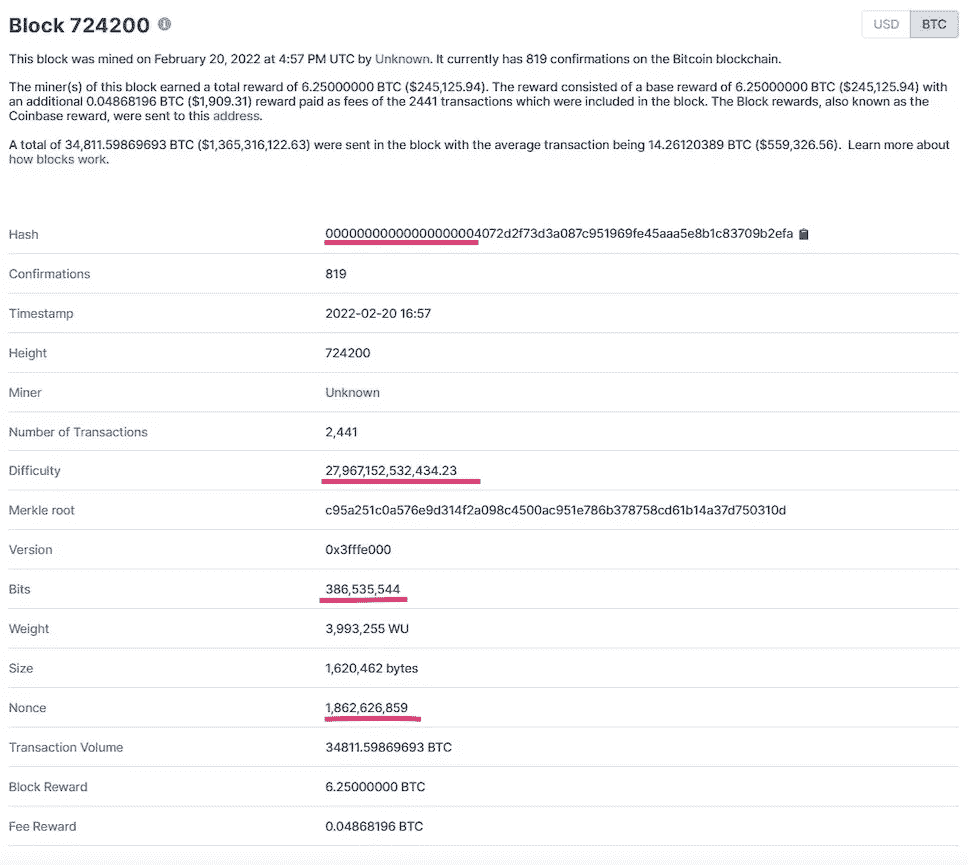 Block 724200
USD BTC
This block was mined on February 20, 2022 at 4:57 PM UTC by Unknown. It currently has 819 confirmations on the Bitcoin blockchain.
The miner(s) of this block earned a total reward of 6.25000000 BTC ($245,125.94). The reward consisted of a base reward of 6.25000000 BTC ($245,125.94) with
an additional 0.04868196 BTC ($1,909.31) reward paid as fees of the 2441 transactions which were included in the block. The Block rewards, also known as the
Coinbase reward, were sent to this address.
A total of 34,811.59869693 BTC ($1,365,316,122.63) were sent in the block with the average transaction being 14.26120389 BTC ($559,326.56). Learn more about
how blocks work.
Hash 00000000000000000004072d2f73d3a087c951969fe45aaa5e8b1c83709b2efa
Confirmations 819
Timestamp 2022-02-20 16:57
Height 724200
Miner Unknown
Number of Transactions 2,441
Difficulty 27,967,152,532,434.23
Merkle root c95a251c0a576e9d314f2a098c4500ac951e786b378758cd61b14a37d750310d
Version 0x3fffe000
Bits 386,535,544
Weight 3,993,255 WU
Size 1,620,462 bytes
Nonce 1,862,626,859
Transaction Volume 34811.59869693 BTC
Block Reward 6.25000000 BTC
Fee Reward 0.04868196 BTC